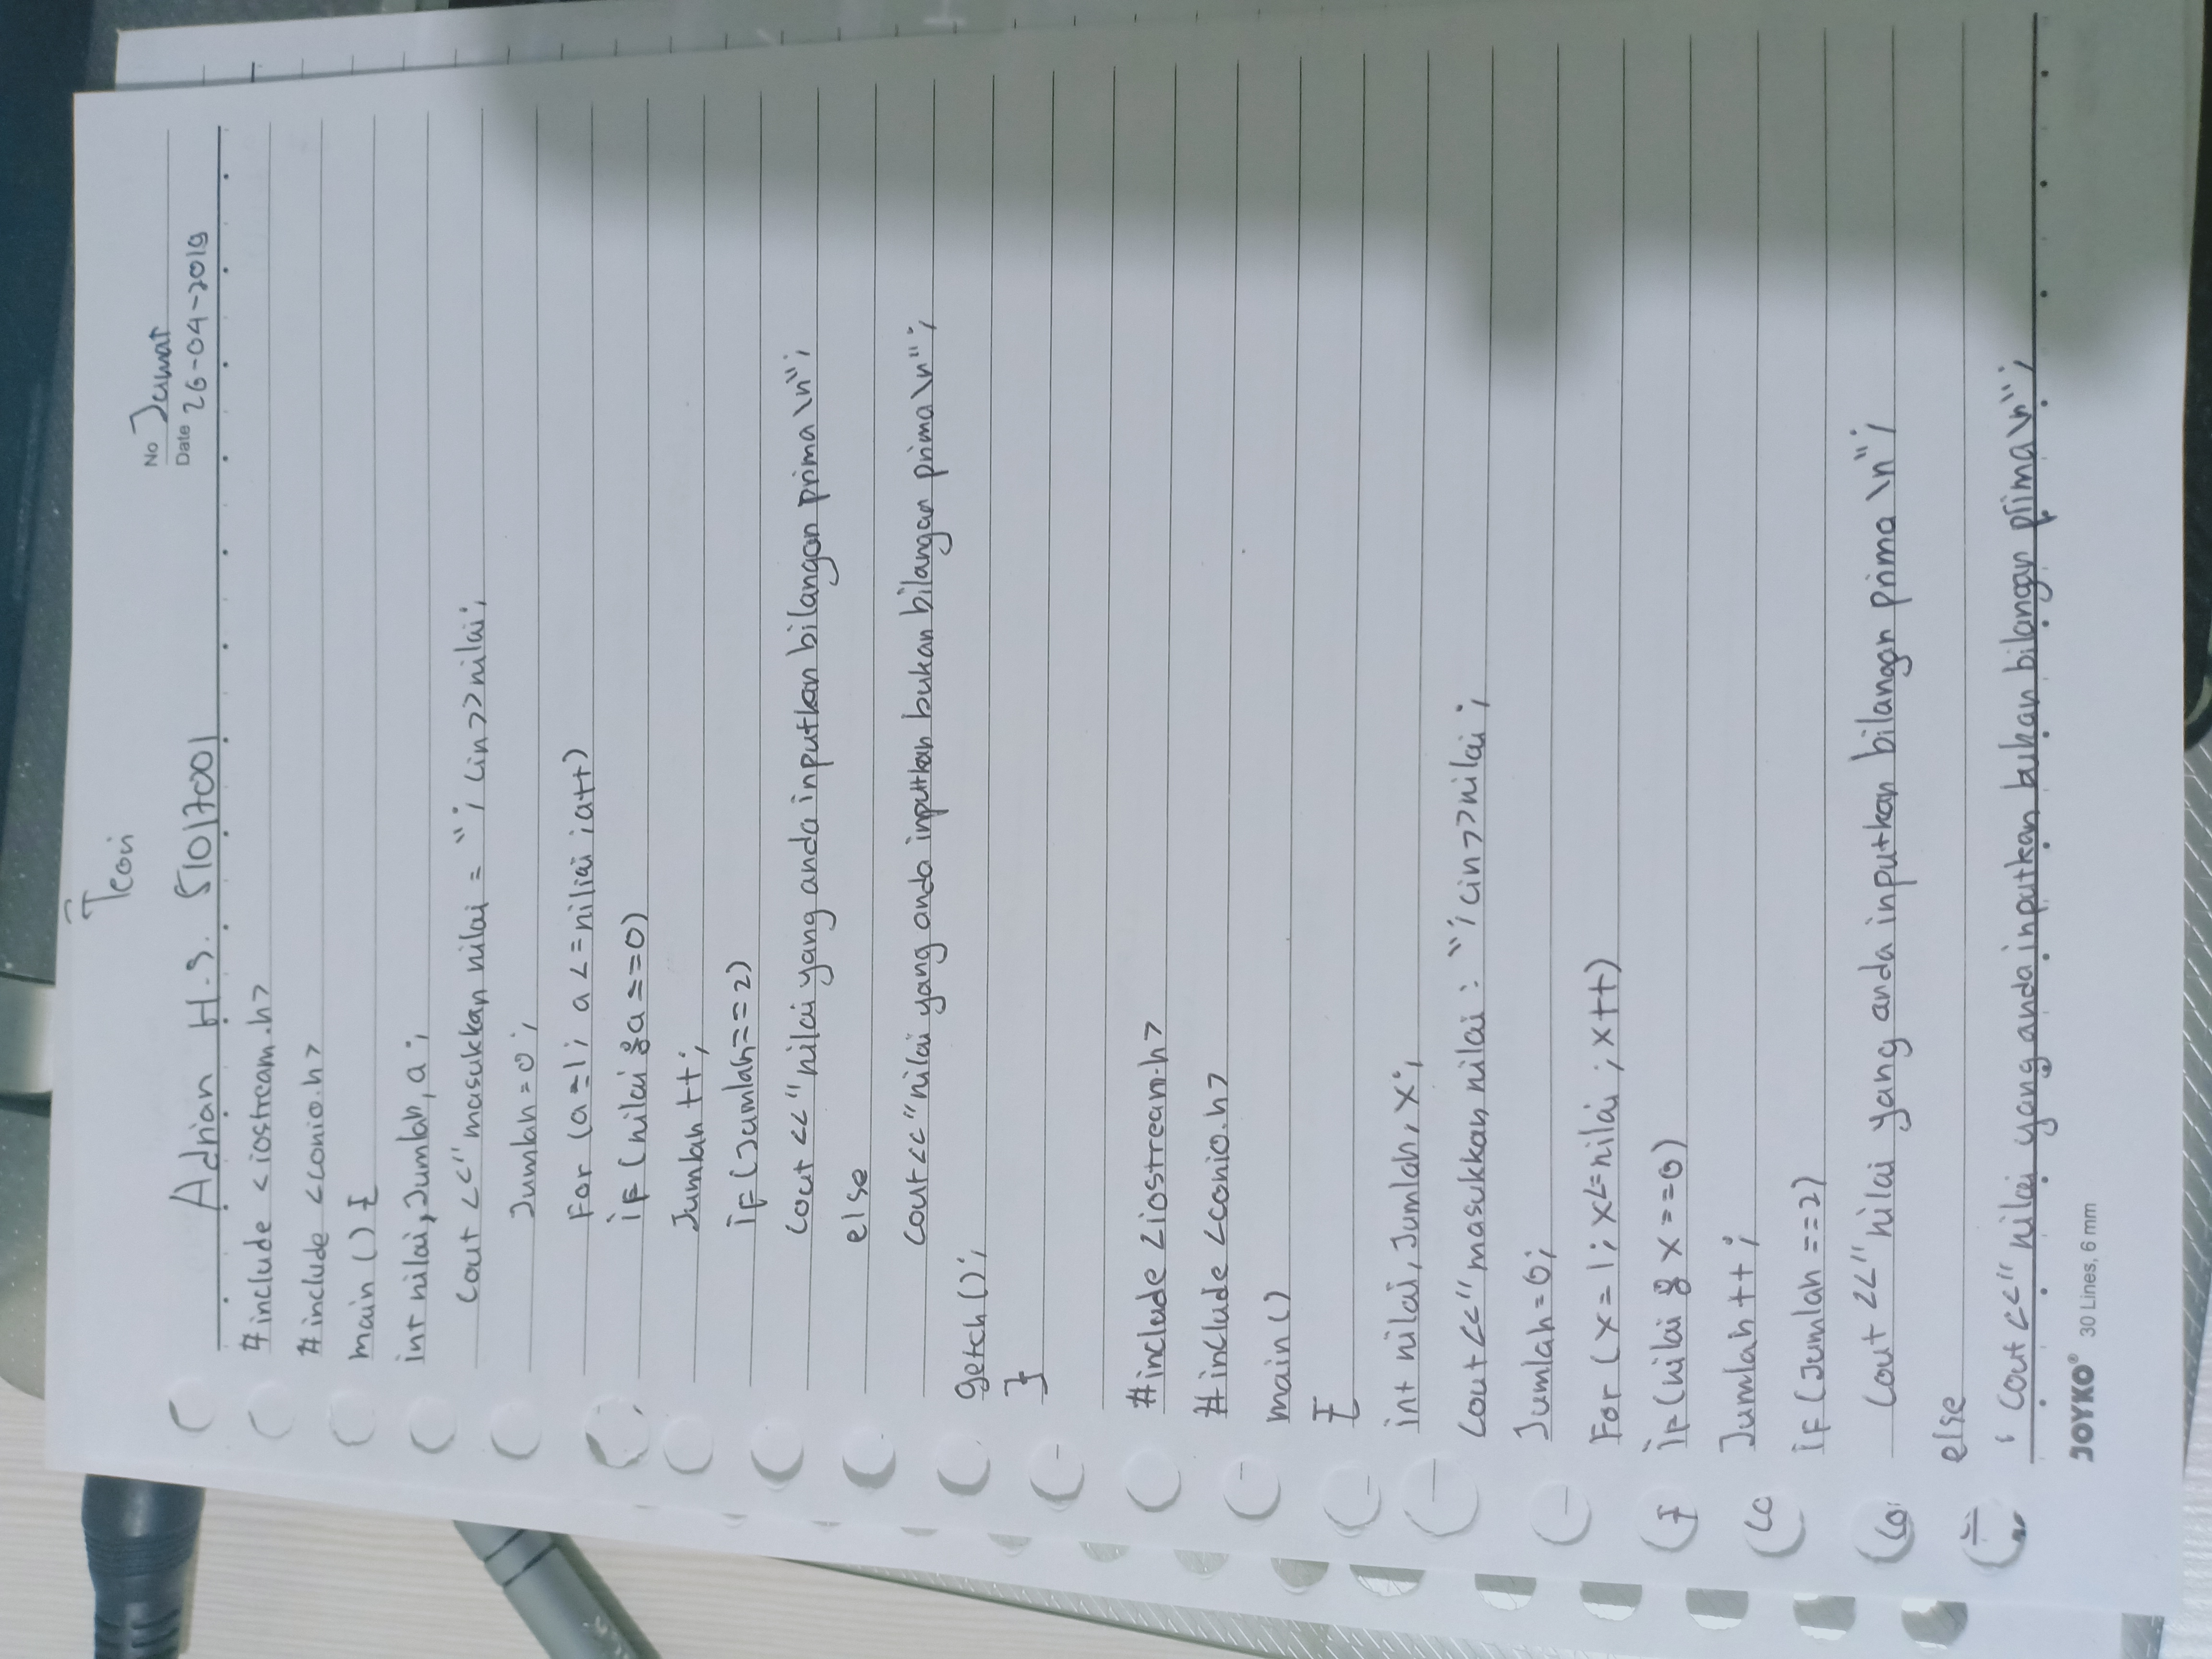 Teori
No Jumat
Date 26-04-2019
Adrian H.S. 51017001
#include <iostream.h>
#include <conio.h>
main () {
int nilai, Jumlah, a;
cout <<"masukkan nilai = "; cin>>nilai;
Jumlah=0;
For (a=1; a <=niliai ; a++)
if (nilai %a ==0)
Jumlah ++;
if (Jumlah==2)
cout <<"nilai yang anda inputkan bilangan prima \n";
else
cout<<"nilai yang anda inputkan bukan bilangan prima \n";
getch();
}
#include <iostream.h>
#include <conio.h>
main ()
{
int nilai, Jumlah, x;
cout<<"masukkan nilai : "; cin>>nilai;
Jumlah=0;
For (x=1; x<=nilai ; x++)
if (nilai % x ==0)
Jumlah ++;
if (Jumlah ==2)
cout <<"nilai yang anda inputkan bilangan prima \n";
else
cout <<"nilai yang anda inputkan bukan bilangan prima \n";
JOYKO® 30 Lines, 6 mm